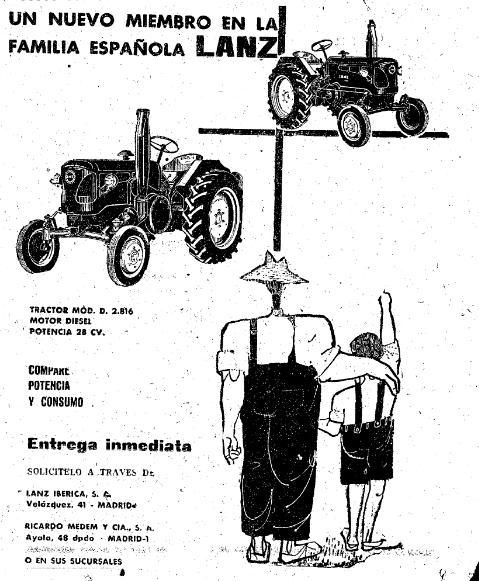 UN NUEVO MIEMBRO EN LA
FAMILIA ESPAÑOLA LANZ
TRACTOR MÓD. D. 2.816
MOTOR DIESEL
POTENCIA 28 CV.
COMPARE
POTENCIA
Y CONSUMO
Entrega inmediata
SOLICITELO A TRAVES DE
LANZ IBERICA, S. A.
Velázquez, 41 - MADRID
RICARDO MEDEM Y CIA., S. A.
Ayala, 48 dpdo - MADRID-1
O EN SUS SUCURSALES